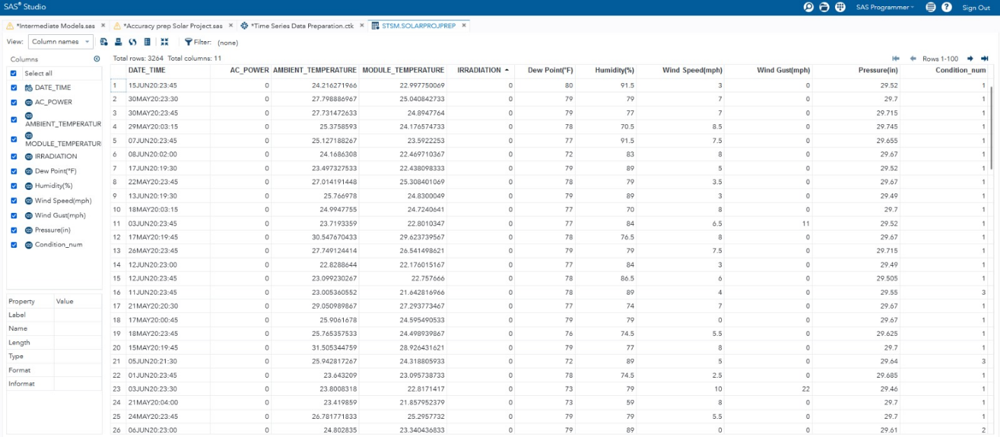 SAS® Studio SAS Programmer Sign Out
*Intermediate Models.sas × *Accuracy prep Solar Project.sas × *Time Series Data Preparation.ctk × STSM.SOLARPROJPREP ×
View: Column names Filter: (none)
Columns Total rows: 3264 Total columns: 11 Rows 1-100
Select all
DATE_TIME
AC_POWER
AMBIENT_TEMPERATUR
MODULE_TEMPERATUR
IRRADIATION
Dew Point(°F)
Humidity(%)
Wind Speed(mph)
Wind Gust(mph)
Pressure(in)
Condition_num
Property Value
Label
Name
Length
Type
Format
Informat
DATE_TIME AC_POWER AMBIENT_TEMPERATURE MODULE_TEMPERATURE IRRADIATION Dew Point(°F) Humidity(%) Wind Speed(mph) Wind Gust(mph) Pressure(in) Condition_num
1 15JUN20:23:45 0 24.216271966 22.997750069 0 80 91.5 3 0 29.52 1
2 30MAY20:23:30 0 27.798886967 25.040842733 0 79 79 7 0 29.7 1
3 30MAY20:23:45 0 27.731472633 24.8947764 0 79 77 7 0 29.715 1
4 29MAY20:03:15 0 25.3758593 24.176574733 0 78 70.5 8.5 0 29.745 1
5 07JUN20:23:45 0 25.127188267 23.5922253 0 77 91.5 7.5 0 29.655 1
6 08JUN20:02:00 0 24.1686308 22.469710367 0 72 83 8 0 29.67 1
7 17JUN20:19:30 0 23.497327533 22.438098333 0 79 89 5 0 29.52 1
8 22MAY20:23:45 0 27.014191448 25.308401069 0 78 79 3.5 0 29.67 1
9 13JUN20:19:30 0 25.766978 24.8300049 0 79 89 3 0 29.49 1
10 18MAY20:03:15 0 24.9947755 24.7240641 0 77 70 8 0 29.7 1
11 03JUN20:23:45 0 23.7193359 22.8010347 0 77 84 6.5 11 29.52 1
12 17MAY20:19:45 0 30.547670433 29.623739567 0 78 76.5 8 0 29.67 1
13 26MAY20:23:45 0 27.749124414 26.541498621 0 79 79 7.5 0 29.715 1
14 12JUN20:23:00 0 22.8288644 22.176015167 0 77 84 3 0 29.49 1
15 12JUN20:23:45 0 23.099230267 22.757666 0 78 86.5 6 0 29.505 1
16 11JUN20:23:45 0 23.005360552 21.642816966 0 78 89 4 0 29.55 3
17 21MAY20:20:30 0 29.050989867 27.293773467 0 77 74 7 0 29.67 1
18 17MAY20:00:45 0 25.9061678 24.595490533 0 79 79 0 0 29.67 1
19 18MAY20:23:45 0 25.765357533 24.498939867 0 76 74.5 5.5 0 29.625 1
20 15MAY20:19:45 0 31.505344759 28.926431621 0 79 77 8 0 29.7 1
21 05JUN20:21:30 0 25.942817267 24.318805933 0 72 89 5 0 29.64 3
22 01JUN20:23:45 0 23.643209 23.095738733 0 78 74.5 2.5 0 29.685 1
23 03JUN20:23:30 0 23.8008318 22.8171417 0 73 79 10 22 29.46 1
24 21MAY20:04:00 0 23.419859 21.857952379 0 73 59 8 0 29.7 1
25 24MAY20:23:45 0 26.781771833 25.2957732 0 79 79 5.5 0 29.7 1
26 06JUN20:23:00 0 24.802835 23.340436833 0 79 89 0 0 29.61 2